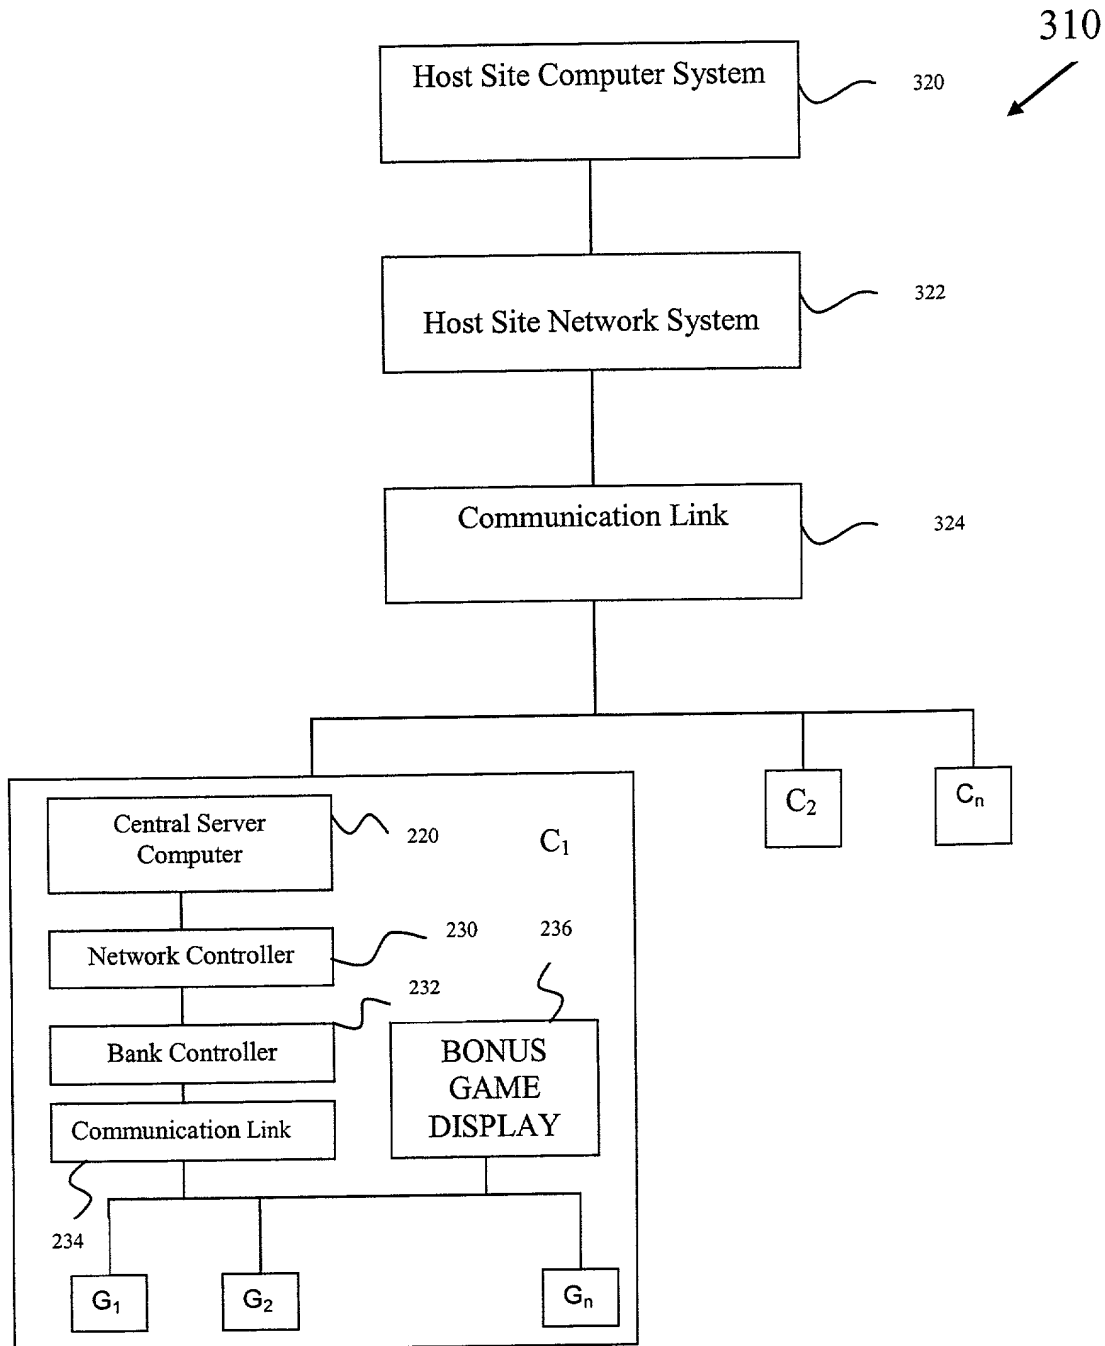 310
Host Site Computer System
320
Host Site Network System
322
Communication Link
324
Central Server
Computer
220
C₁
C₂
Cₙ
Network Controller
230
236
232
Bank Controller
BONUS
GAME
DISPLAY
Communication Link
234
G₁
G₂
Gₙ